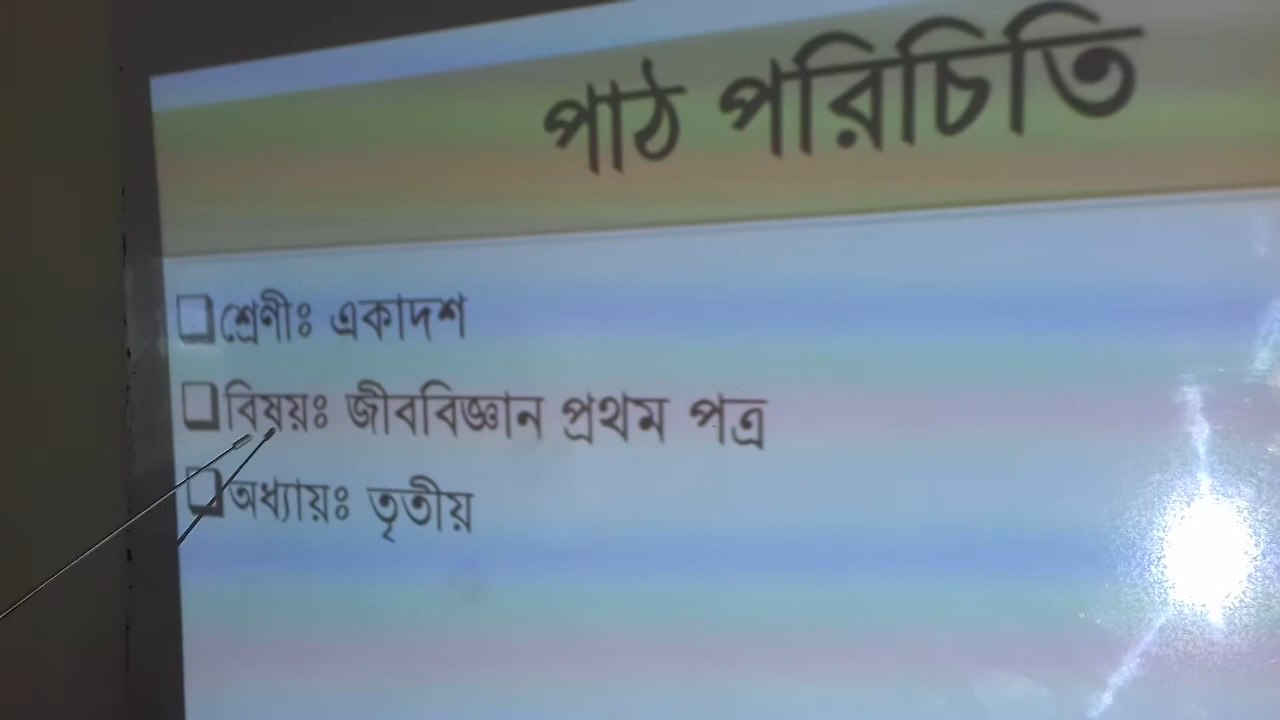 পাঠ পরিচিতি
শ্রেণীঃ একাদশ
বিষয়ঃ জীববিজ্ঞান প্রথম পত্র
অধ্যায়ঃ তৃতীয়